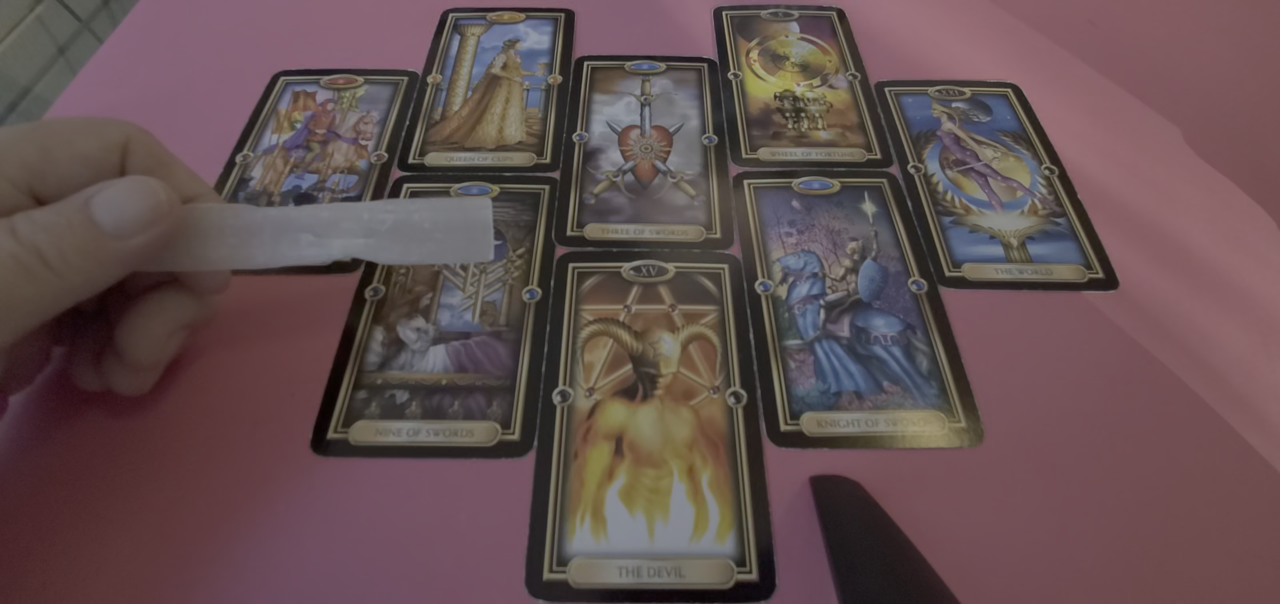 QUEEN OF CUPS
WHEEL OF FORTUNE
THREE OF SWORDS
XXI
THE WORLD
NINE OF SWORDS
KNIGHT OF SWORDS
XV
THE DEVIL